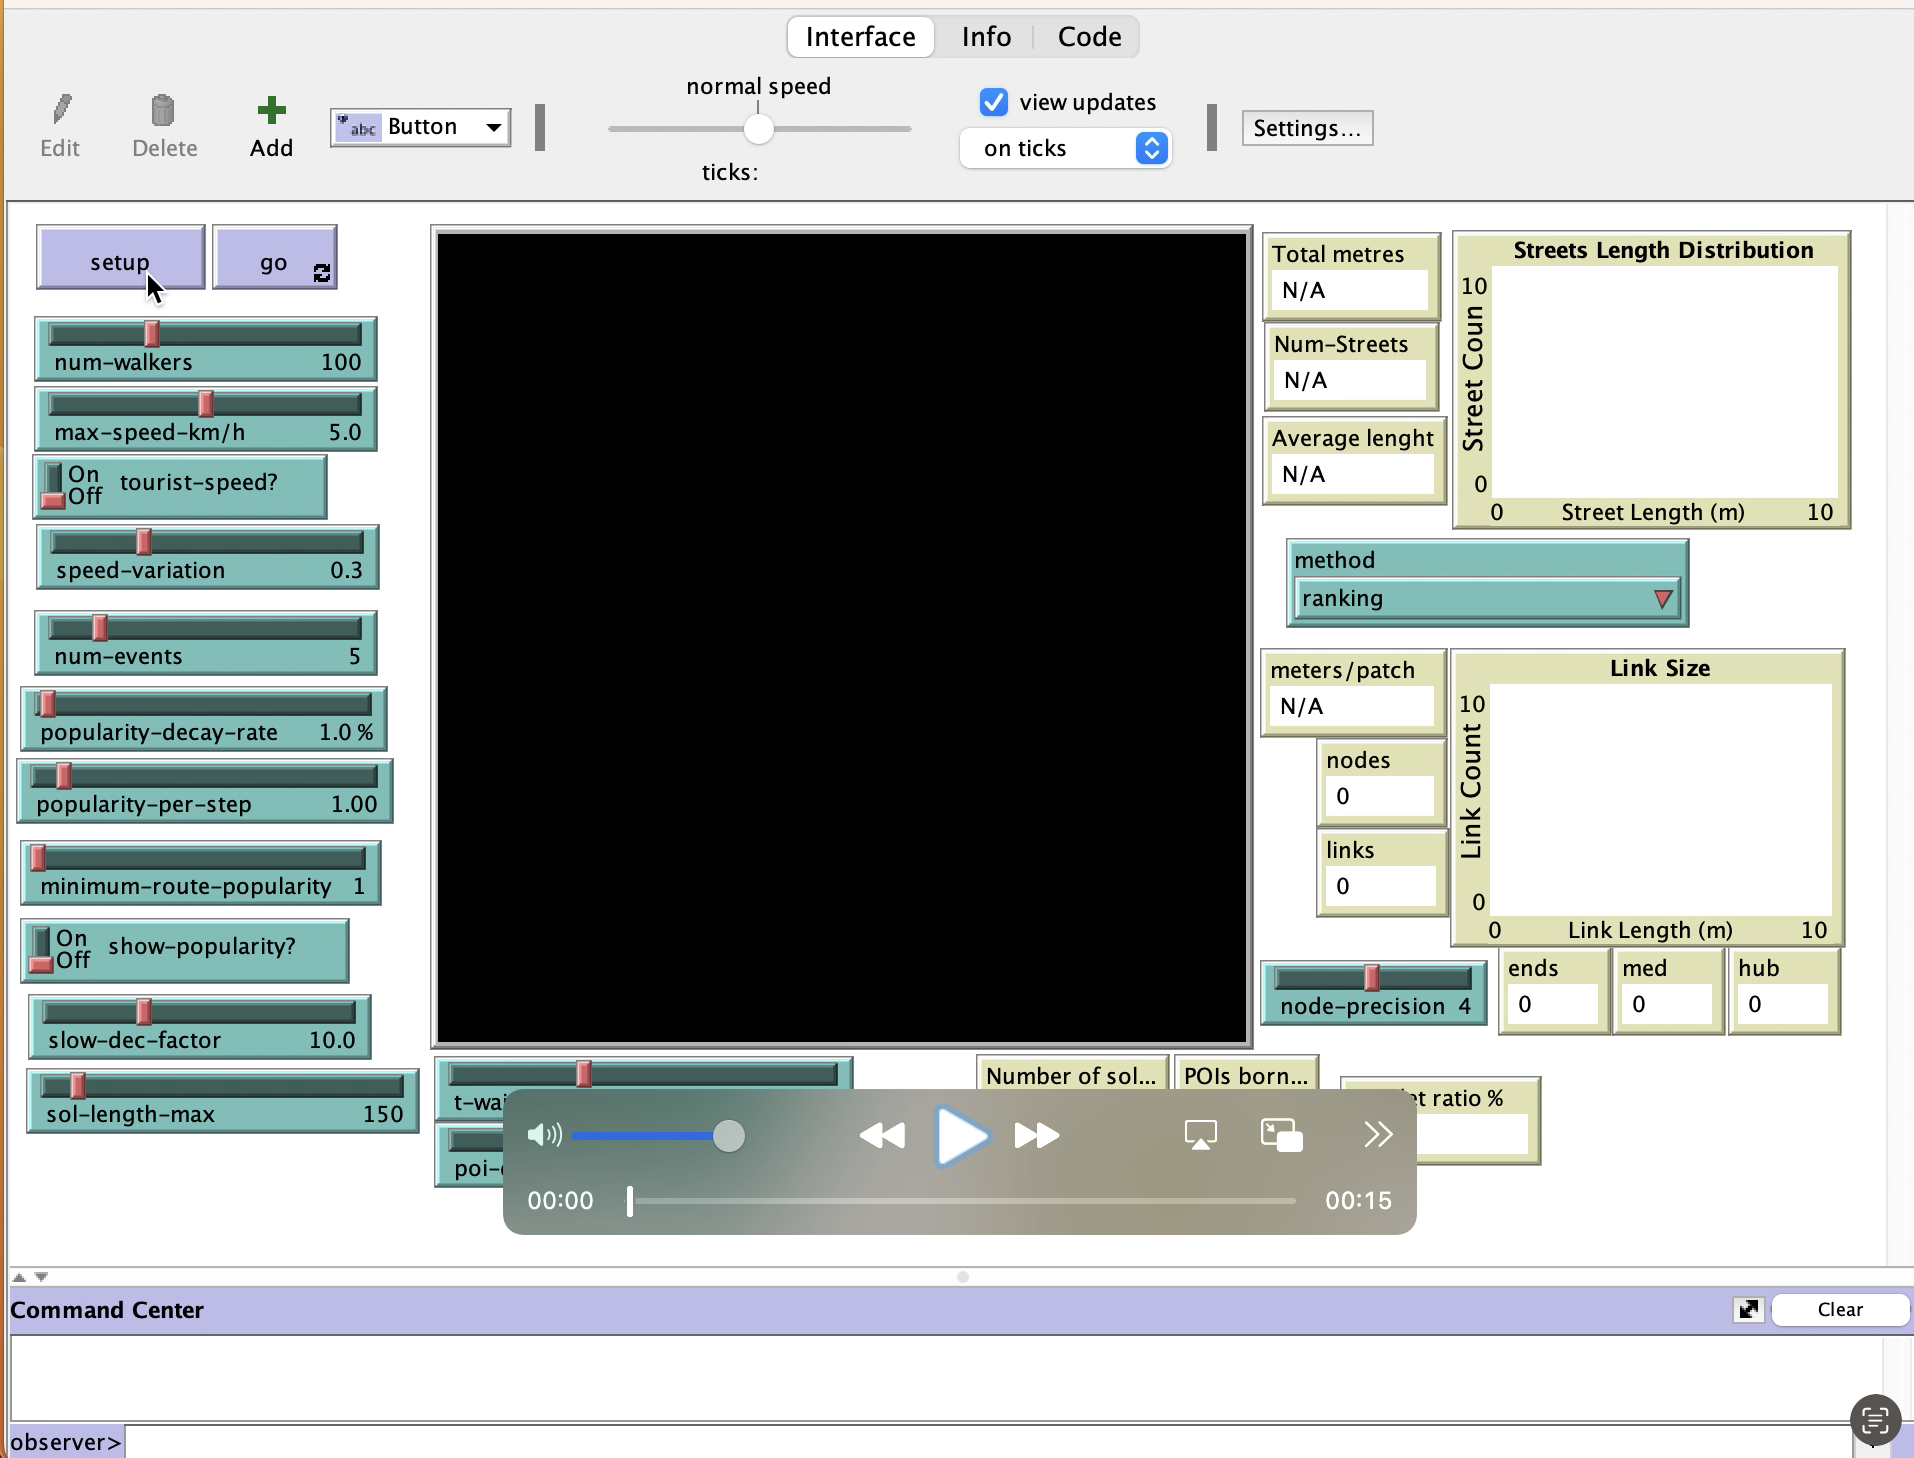 Interface Info Code
normal speed
view updates
Edit Delete Add
abc Button
on ticks
Settings...
ticks:
setup
go
num-walkers 100
max-speed-km/h 5.0
On
Off
tourist-speed?
speed-variation 0.3
num-events 5
popularity-decay-rate 1.0 %
popularity-per-step 1.00
minimum-route-popularity 1
On
Off
show-popularity?
slow-dec-factor 10.0
sol-length-max 150
Total metres
N/A
Num-Streets
N/A
Average lenght
N/A
Streets Length Distribution
10
Street Coun
0
0 Street Length (m) 10
method
ranking
meters/patch
N/A
nodes
0
links
0
Link Size
10
Link Count
0
0 Link Length (m) 10
node-precision 4
ends
0
med
0
hub
0
Number of sol...
POIs born...
ratio %
00:00
00:15
Command Center
Clear
observer>